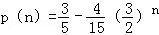 p (n) = 3/5 - 4/15 (3/2) n